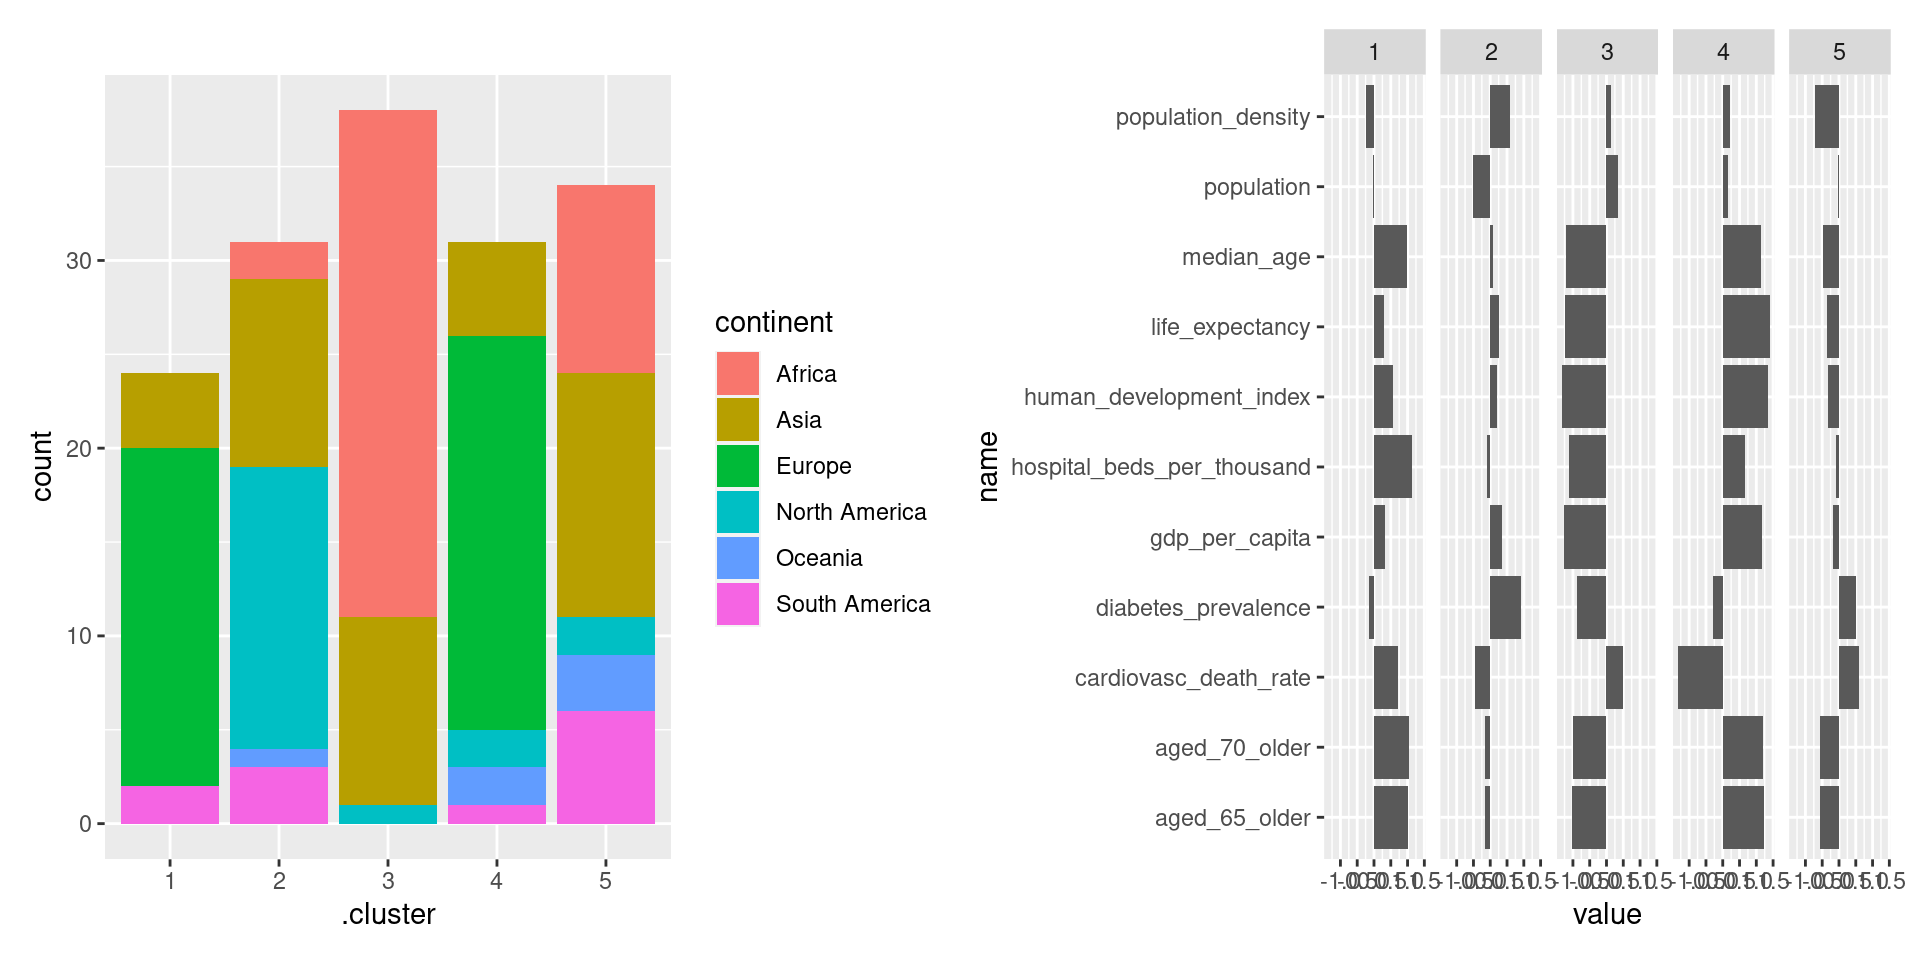 30
20
10
0
count
1 2 3 4 5
.cluster
continent
Africa
Asia
Europe
North America
Oceania
South America
1 2 3 4 5
population_density
population
median_age
life_expectancy
human_development_index
hospital_beds_per_thousand
gdp_per_capita
diabetes_prevalence
cardiovasc_death_rate
aged_70_older
aged_65_older
name
value